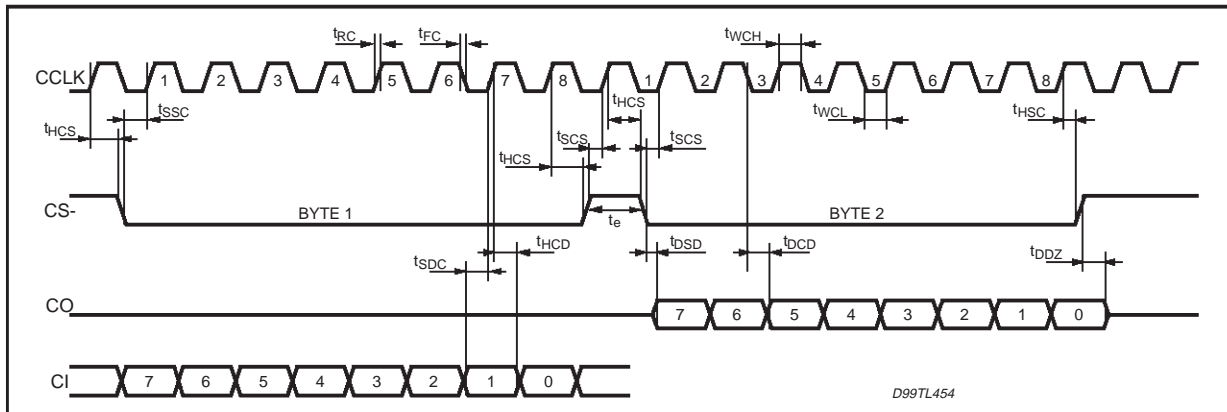 tRC tFC tWCH
CCLK 1 2 3 4 5 6 7 8 1 2 3 4 5 6 7 8
tHCS tSSC tHCS tSCS tHCS tSCS tWCL tHSC
CS- BYTE 1 te BYTE 2
tSDC tHCD tDSD tDCD tDDZ
CO 7 6 5 4 3 2 1 0
CI 7 6 5 4 3 2 1 0
D99TL454